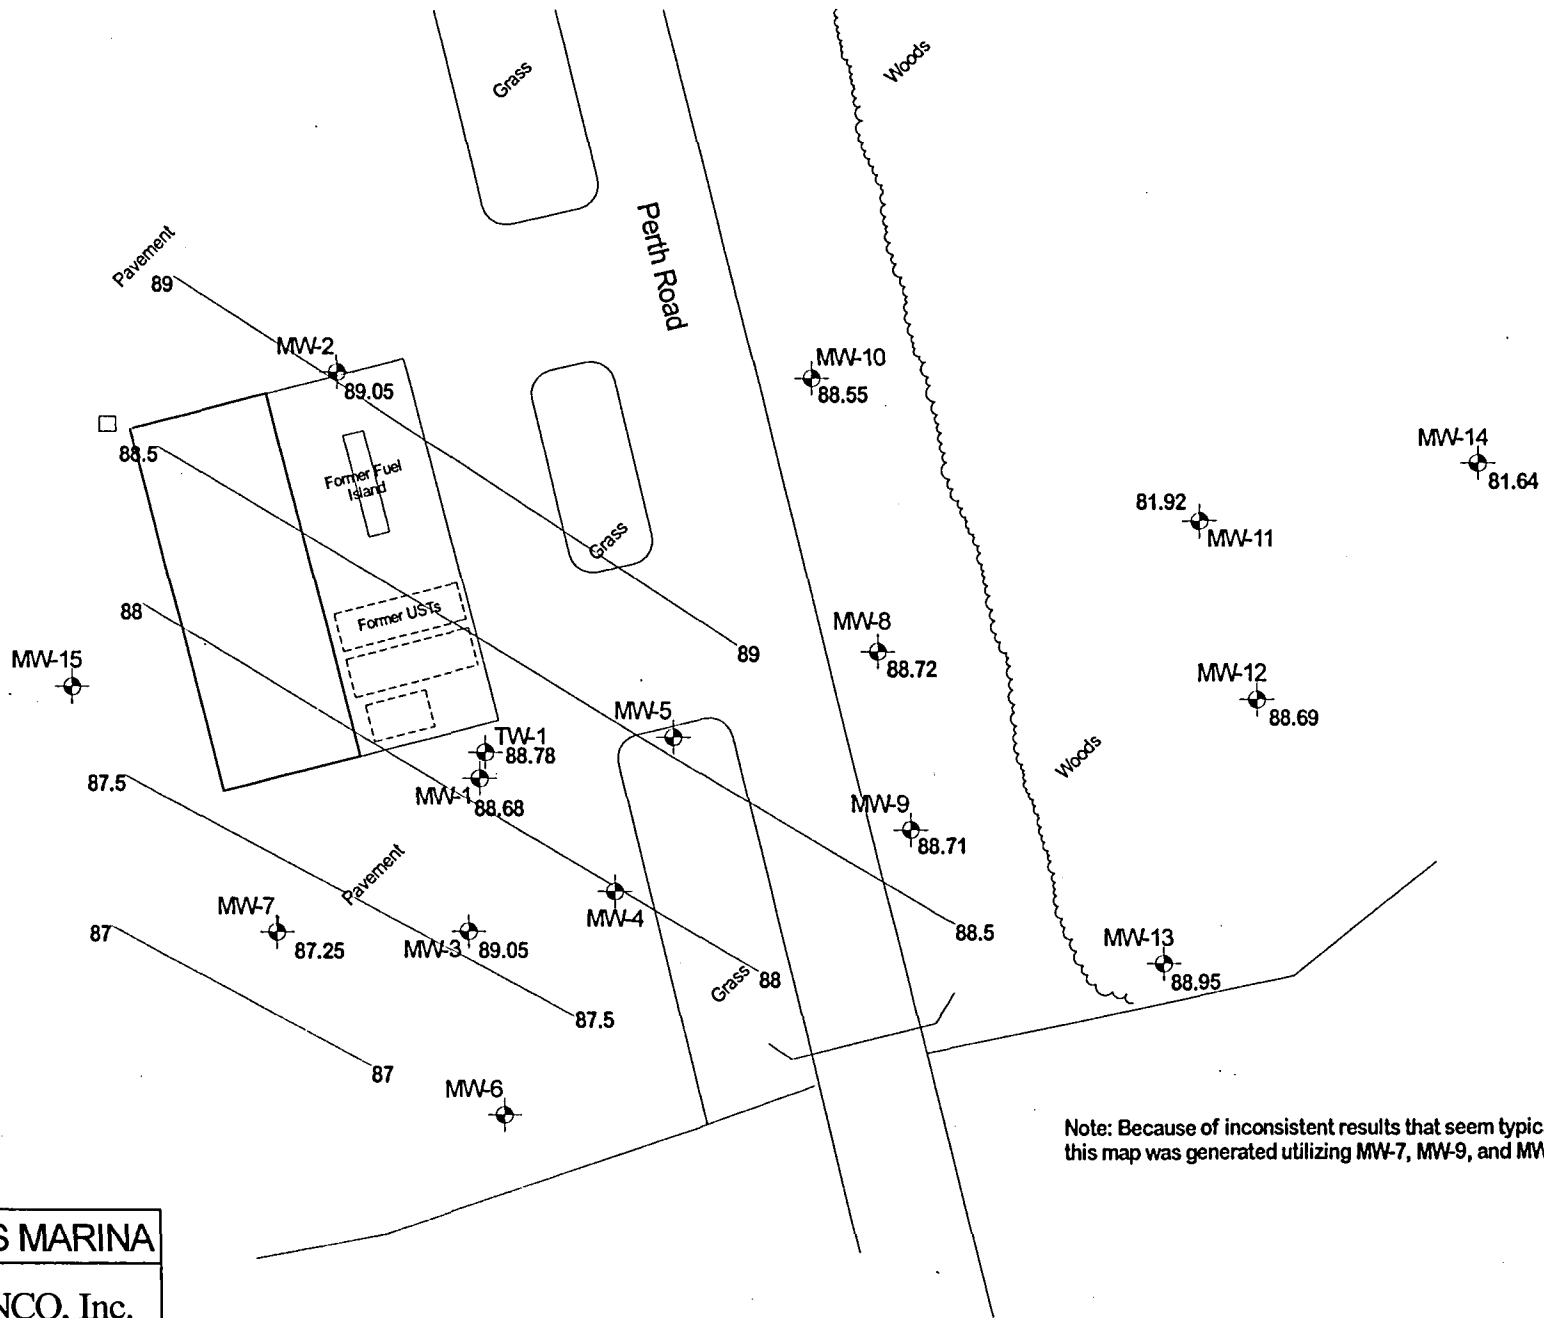 Woods
Grass
Perth Road
Pavement
89
MW-2
89.05
MW-10
88.55
88.5
Former Fuel
Island
MW-14
81.64
81.92
MW-11
Grass
88
Former USTs
MW-8
88.72
89
MW-15
MW-12
88.69
MW-5
TW-1
88.78
Woods
87.5
MW-1
88.68
MW-9
88.71
Pavement
MW-7
87.25
MW-4
87
MW-3
89.05
88.5
MW-13
88.95
Grass
88
87.5
87
MW-6
Note: Because of inconsistent results that seem typic
this map was generated utilizing MW-7, MW-9, and MW
S MARINA
NCO, Inc.